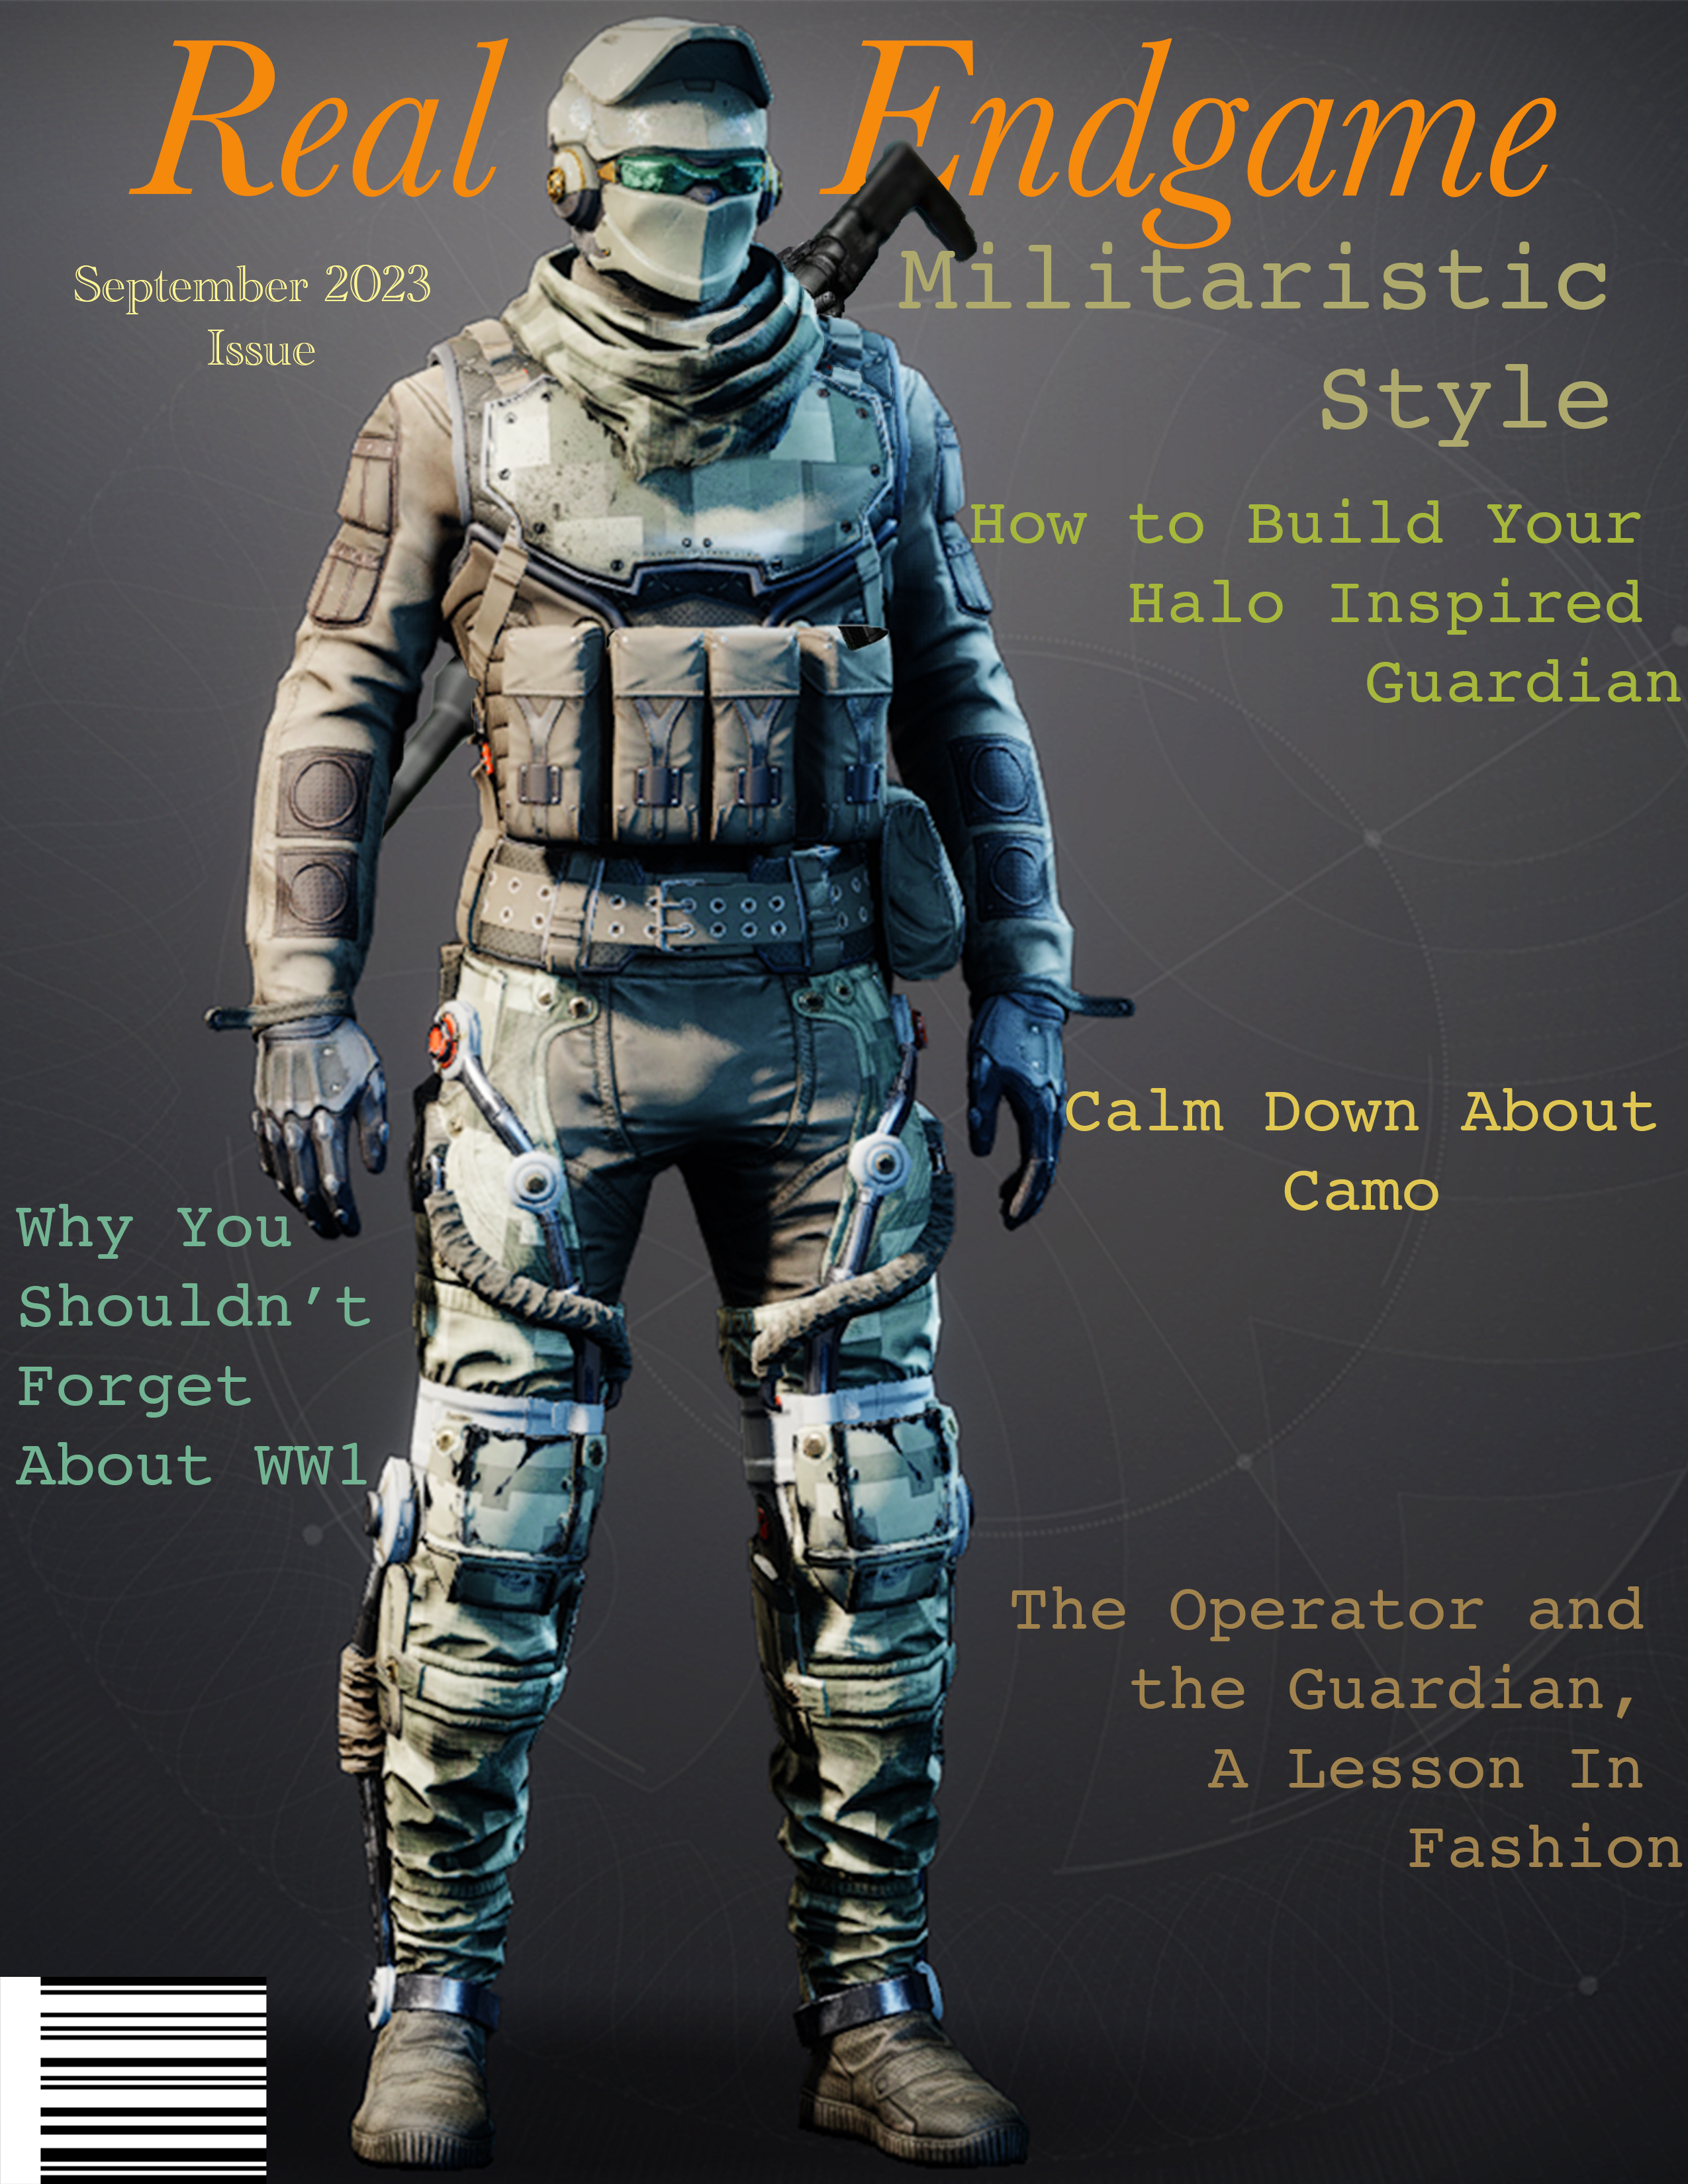 Real Endgame
September 2023
Issue
Militaristic
Style
How to Build Your
Halo Inspired
Guardian
Calm Down About
Camo
Why You
Shouldn't
Forget
About WW1
The Operator and
the Guardian,
A Lesson In
Fashion